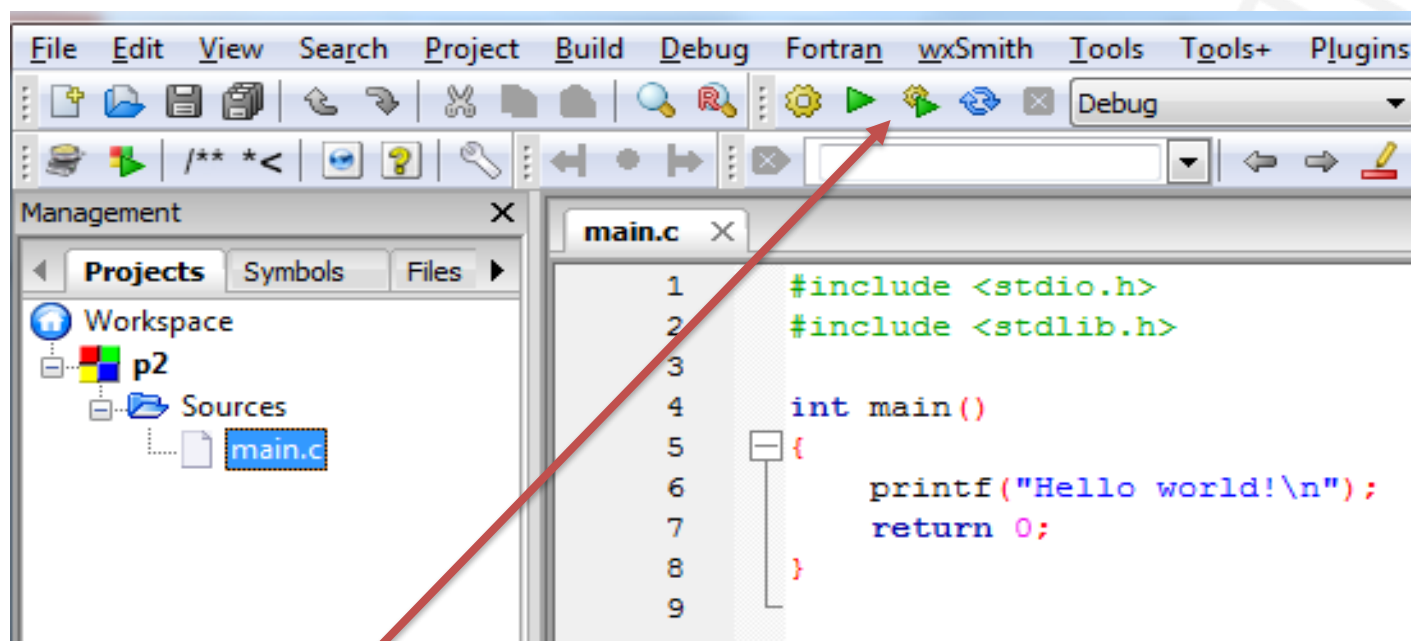 File Edit View Search Project Build Debug Fortran wxSmith Tools Tools+ Plugins
Debug
/** *<
Management
main.c
Projects Symbols Files
Workspace
p2
Sources
main.c
1 #include <stdio.h>
2 #include <stdlib.h>
3
4 int main()
5 {
6 printf("Hello world!\n");
7 return 0;
8 }
9